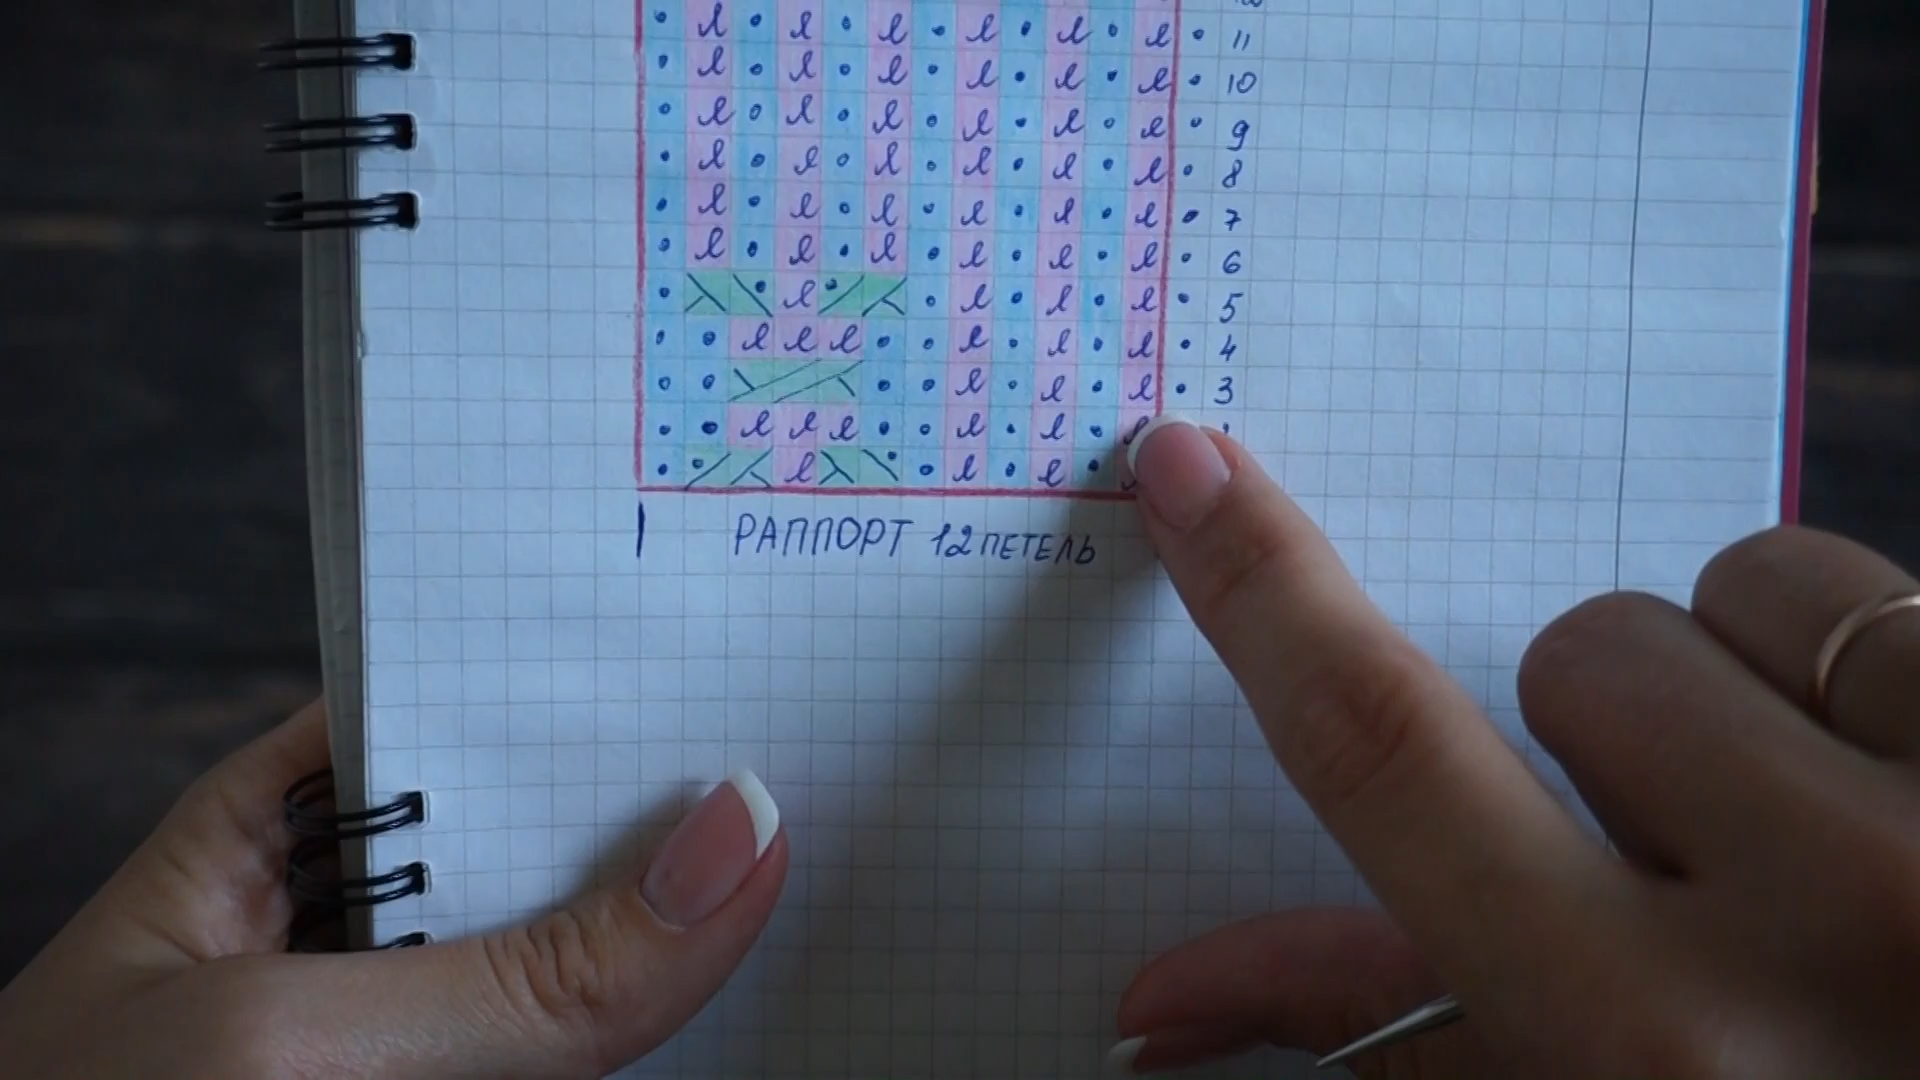 • л • л • л • л • л • л • 11
• л • л • л • л • л • л • 10
• л • л • л • л • л • л • 9
• л • л • л • л • л • л • 8
• л • л • л • л • л • л • 7
• л • л • л • л • л • л • 6
• • л • • л • л • л • 5
• • л л л • • л • л • л • 4
• • • • л • л • л • 3
• • л л л • • л • л • л
• • л • • л • л •
РАППОРТ 12 ПЕТЕЛЬ